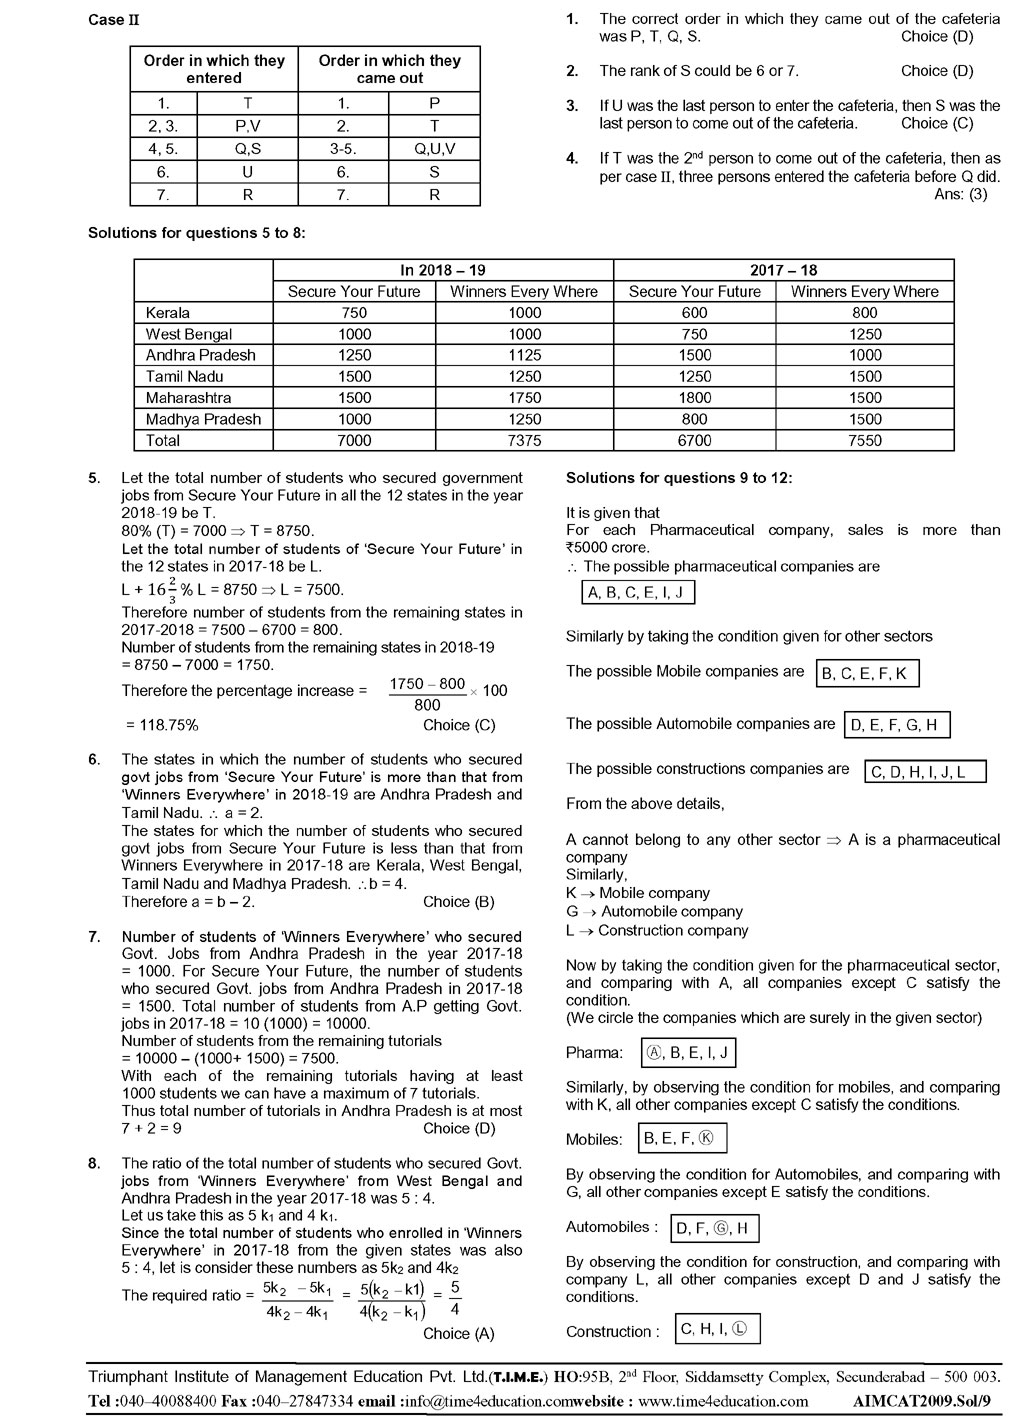 Case II
Order in which they entered | Order in which they came out
1. | T | 1. | P
2, 3. | P,V | 2. | T
4, 5. | Q,S | 3-5. | Q,U,V
6. | U | 6. | S
7. | R | 7. | R
1. The correct order in which they came out of the cafeteria
was P, T, Q, S. Choice (D)
2. The rank of S could be 6 or 7. Choice (D)
3. If U was the last person to enter the cafeteria, then S was the
last person to come out of the cafeteria. Choice (C)
4. If T was the 2nd person to come out of the cafeteria, then as
per case II, three persons entered the cafeteria before Q did.
Ans: (3)
Solutions for questions 5 to 8:
In 2018 – 19 | 2017 – 18
Secure Your Future | Winners Every Where | Secure Your Future | Winners Every Where
Kerala | 750 | 1000 | 600 | 800
West Bengal | 1000 | 1000 | 750 | 1250
Andhra Pradesh | 1250 | 1125 | 1500 | 1000
Tamil Nadu | 1500 | 1250 | 1250 | 1500
Maharashtra | 1500 | 1750 | 1800 | 1500
Madhya Pradesh | 1000 | 1250 | 800 | 1500
Total | 7000 | 7375 | 6700 | 7550
5. Let the total number of students who secured government
jobs from Secure Your Future in all the 12 states in the year
2018-19 be T.
80% (T) = 7000 ⇒ T = 8750.
Let the total number of students of ‘Secure Your Future’ in
the 12 states in 2017-18 be L.
L + 16 2/3 % L = 8750 ⇒ L = 7500.
Therefore number of students from the remaining states in
2017-2018 = 7500 – 6700 = 800.
Number of students from the remaining states in 2018-19
= 8750 – 7000 = 1750.
Therefore the percentage increase = (1750 – 800)/800 × 100
= 118.75% Choice (C)
6. The states in which the number of students who secured
govt jobs from ‘Secure Your Future’ is more than that from
‘Winners Everywhere’ in 2018-19 are Andhra Pradesh and
Tamil Nadu. ∴ a = 2.
The states for which the number of students who secured
govt jobs from Secure Your Future is less than that from
Winners Everywhere in 2017-18 are Kerala, West Bengal,
Tamil Nadu and Madhya Pradesh. ∴b = 4.
Therefore a = b – 2. Choice (B)
7. Number of students of ‘Winners Everywhere’ who secured
Govt. Jobs from Andhra Pradesh in the year 2017-18
= 1000. For Secure Your Future, the number of students
who secured Govt. jobs from Andhra Pradesh in 2017-18
= 1500. Total number of students from A.P getting Govt.
jobs in 2017-18 = 10 (1000) = 10000.
Number of students from the remaining tutorials
= 10000 – (1000+ 1500) = 7500.
With each of the remaining tutorials having at least
1000 students we can have a maximum of 7 tutorials.
Thus total number of tutorials in Andhra Pradesh is at most
7 + 2 = 9 Choice (D)
8. The ratio of the total number of students who secured Govt.
jobs from ‘Winners Everywhere’ from West Bengal and
Andhra Pradesh in the year 2017-18 was 5 : 4.
Let us take this as 5 k1 and 4 k1.
Since the total number of students who enrolled in ‘Winners
Everywhere’ in 2017-18 from the given states was also
5 : 4, let is consider these numbers as 5k2 and 4k2
The required ratio = (5k2 – 5k1)/(4k2 – 4k1) = 5(k2 – k1)/4(k2 – k1) = 5/4
Choice (A)
Solutions for questions 9 to 12:
It is given that
For each Pharmaceutical company, sales is more than
₹5000 crore.
∴ The possible pharmaceutical companies are
A, B, C, E, I, J
Similarly by taking the condition given for other sectors
The possible Mobile companies are B, C, E, F, K
The possible Automobile companies are D, E, F, G, H
The possible constructions companies are C, D, H, I, J, L
From the above details,
A cannot belong to any other sector ⇒ A is a pharmaceutical
company
Similarly,
K → Mobile company
G → Automobile company
L → Construction company
Now by taking the condition given for the pharmaceutical sector,
and comparing with A, all companies except C satisfy the
condition.
(We circle the companies which are surely in the given sector)
Pharma: Ⓐ, B, E, I, J
Similarly, by observing the condition for mobiles, and comparing
with K, all other companies except C satisfy the conditions.
Mobiles: B, E, F, Ⓚ
By observing the condition for Automobiles, and comparing with
G, all other companies except E satisfy the conditions.
Automobiles : D, F, Ⓖ, H
By observing the condition for construction, and comparing with
company L, all other companies except D and J satisfy the
conditions.
Construction : C, H, I, Ⓛ
Triumphant Institute of Management Education Pvt. Ltd.(T.I.M.E.) HO:95B, 2nd Floor, Siddamsetty Complex, Secunderabad – 500 003.
Tel :040–40088400 Fax :040–27847334 email :info@time4education.comwebsite : www.time4education.com AIMCAT2009.Sol/9